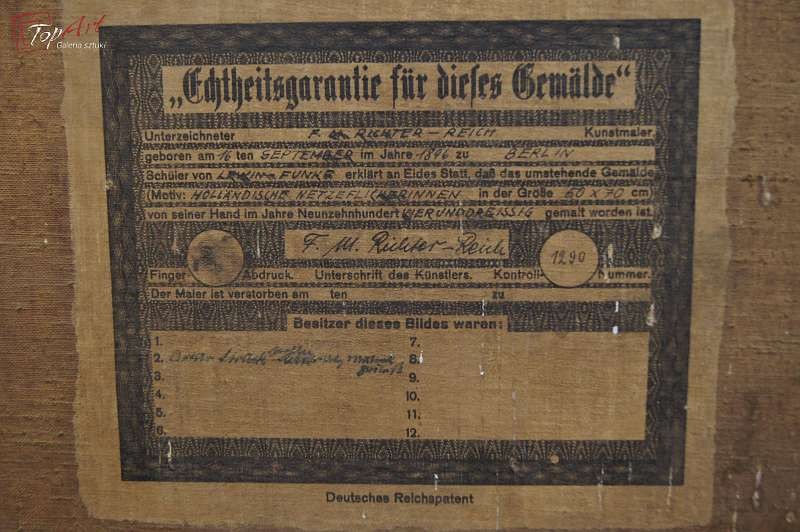 TopArt
Galeria sztuki
„Echtheitsgarantie für dieses Gemälde“
Unterzeichneter F. M. RICHTER-REICH Kunstmaler.
geboren am 16 ten SEPTEMBER im Jahre 1896 zu BERLIN
Schüler von LEWIN-FUNKE erklärt an Eides Statt, daß das umstehende Gemälde
(Motiv: HOLLÄNDISCHE NETZEFLICKERINNEN in der Größe 60 X 70 cm)
von seiner Hand im Jahre Neunzehnhundert VIERUNDDREISSIG gemalt worden ist.
F. M. Richter-Reich
1290
Finger Abdruck. Unterschrift des Künstlers. Kontroll- nummer.
Der Maler ist verstorben am ten zu
Besitzer dieses Bildes waren:
1.
2.
3.
4.
5.
6.
7.
8.
9.
10.
11.
12.
Deutsches Reichspatent